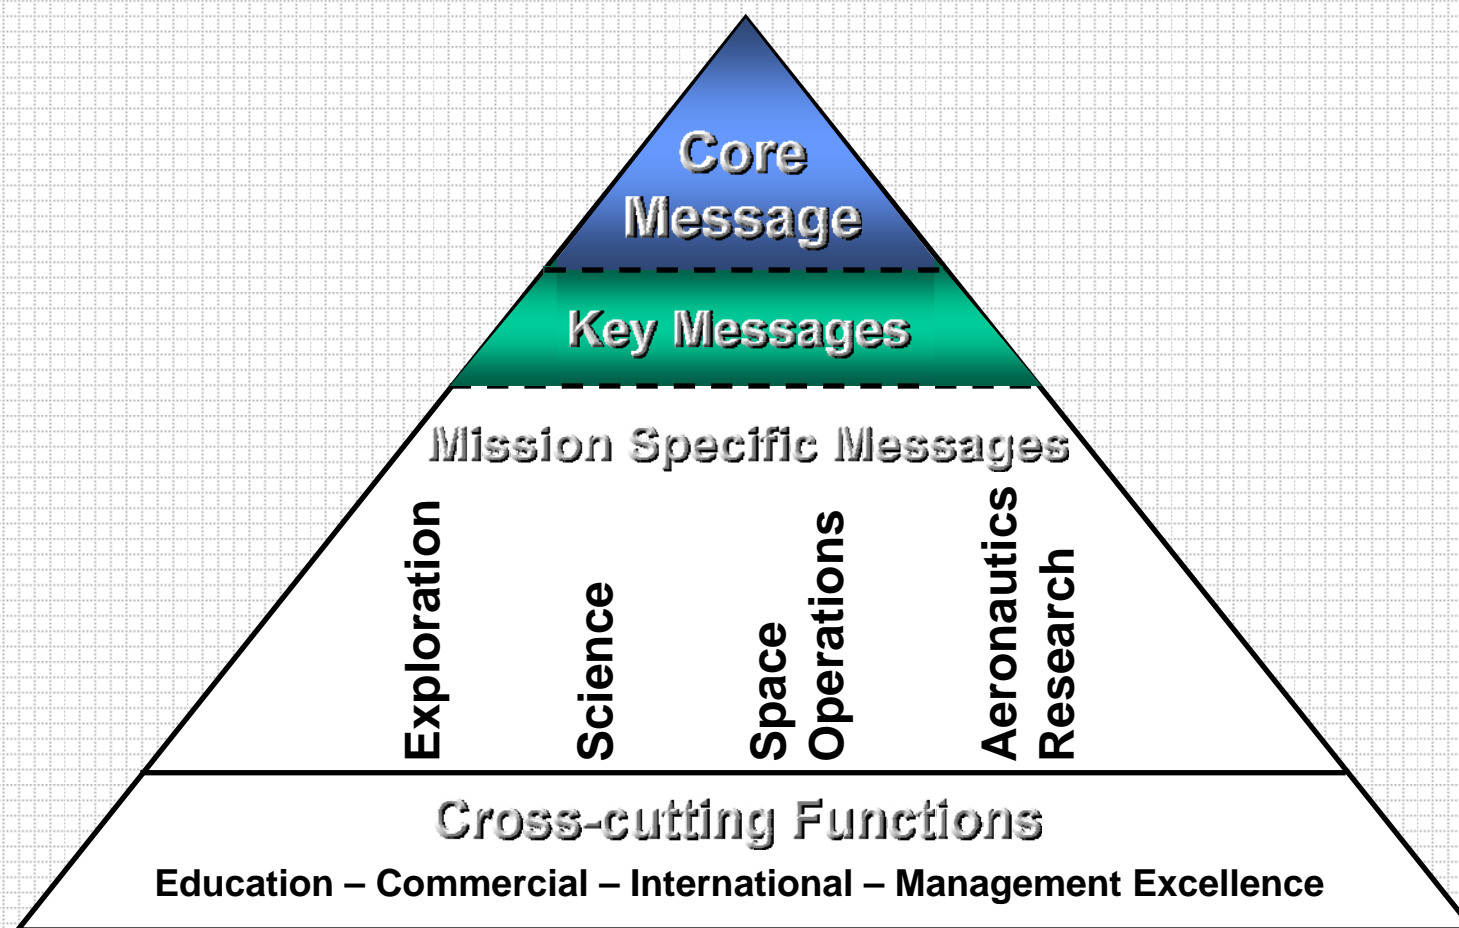 Core
Message
Key Messages
Mission Specific Messages
Exploration
Science
Space
Operations
Aeronautics
Research
Cross-cutting Functions
Education – Commercial – International – Management Excellence